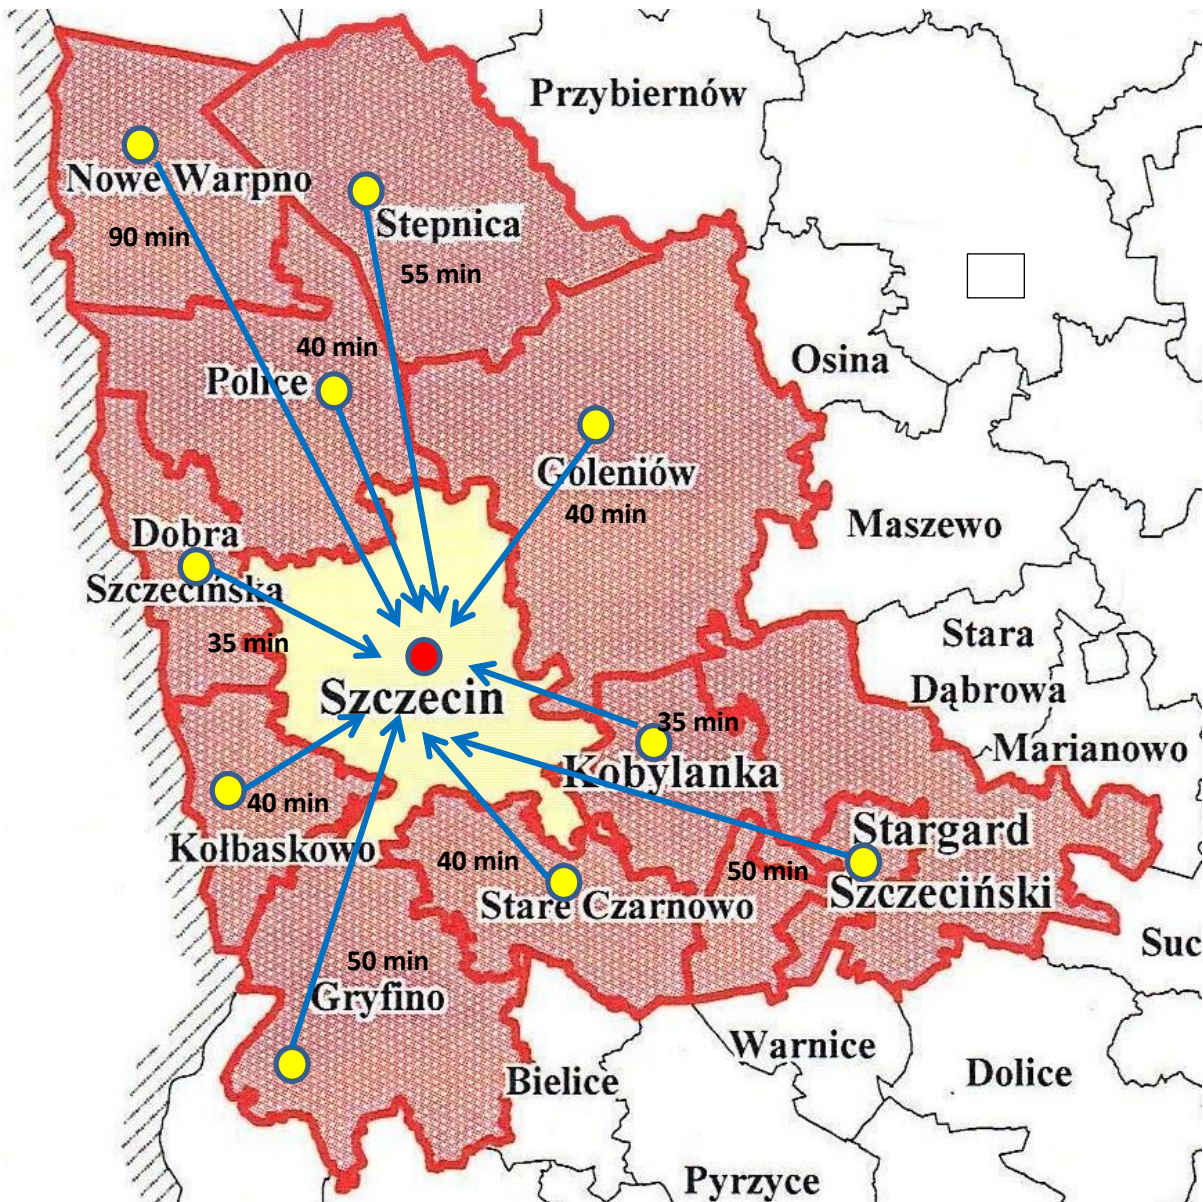 Przybiernów
Nowe Warpno
Stepnica
90 min
55 min
40 min
Osina
Police
Goleniów
40 min
Maszewo
Dobra
Szczecińska
35 min
Stara
Dąbrowa
Szczecin
35 min
Marianowo
Kobylanka
40 min
Stargard
Kołbaskowo
40 min
50 min
Szczeciński
Stare Czarnowo
Suc
50 min
Gryfino
Warnice
Bielice
Dolice
Pyrzyce